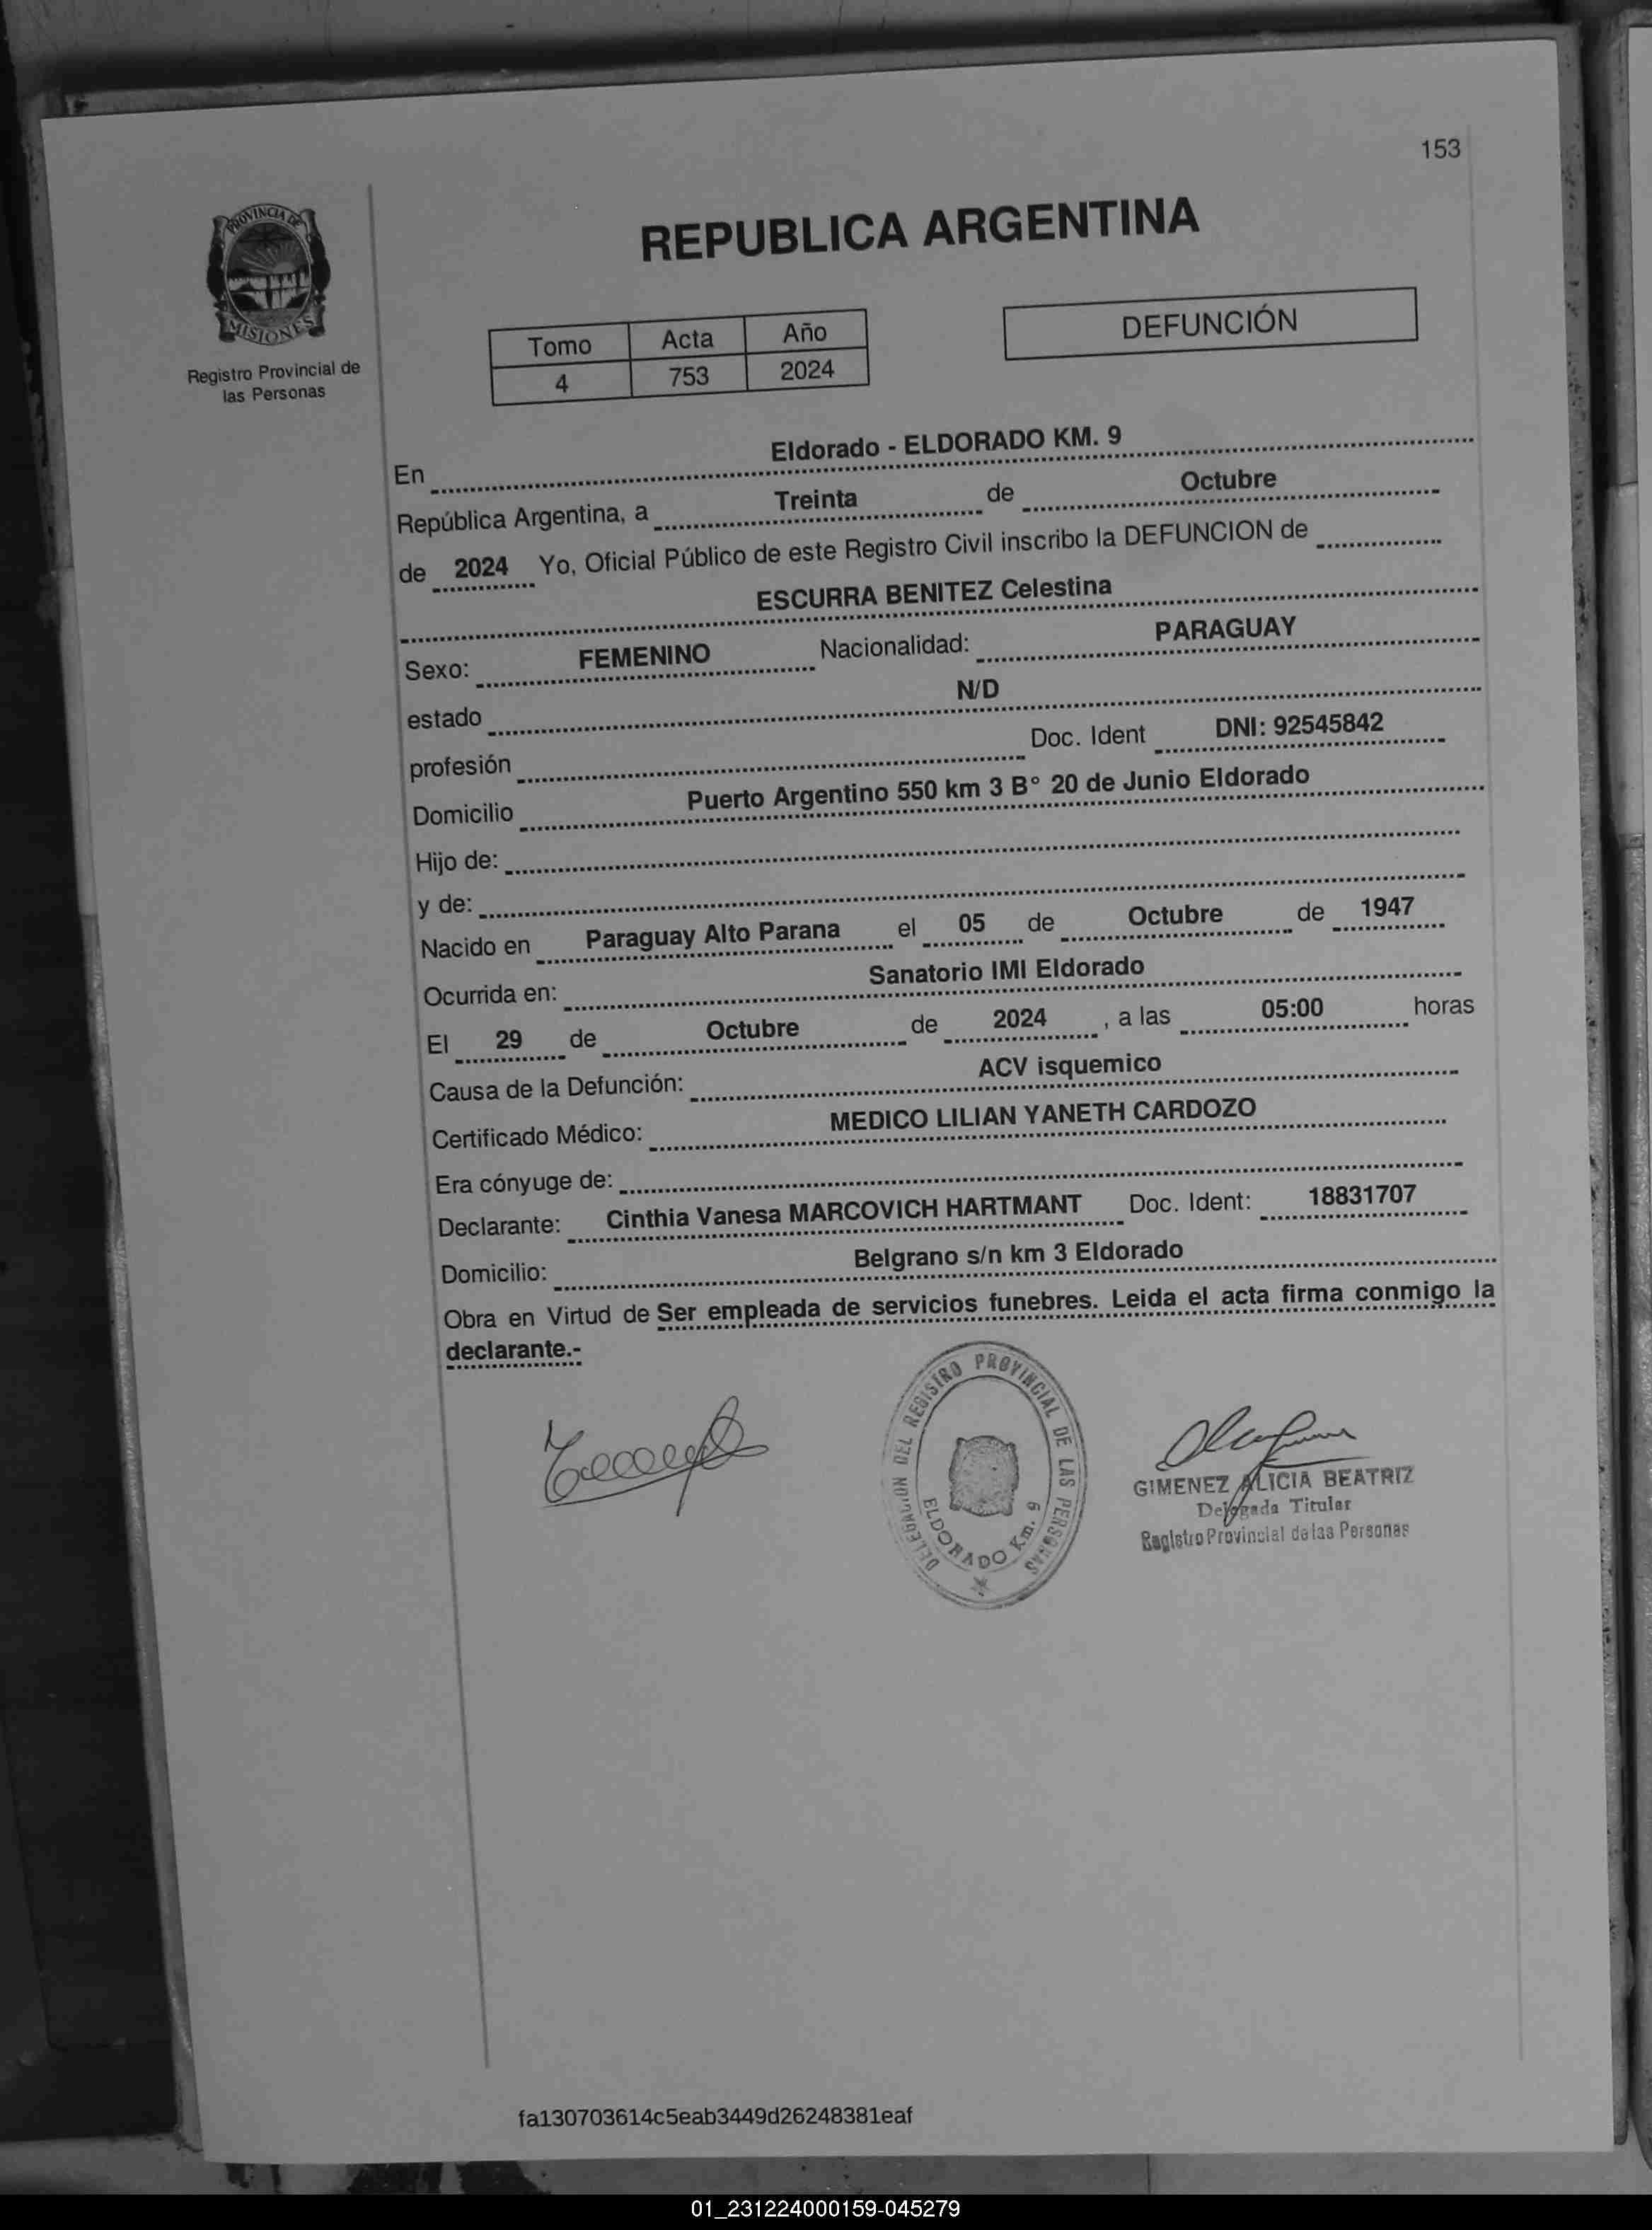 153
PROVINCIA DE
MISIONES
Registro Provincial de
las Personas
REPUBLICA ARGENTINA
Tomo Acta Año
4 753 2024
DEFUNCIÓN
En Eldorado - ELDORADO KM. 9
República Argentina, a Treinta de Octubre
de 2024 Yo, Oficial Público de este Registro Civil inscribo la DEFUNCION de
ESCURRA BENITEZ Celestina
Sexo: FEMENINO Nacionalidad: PARAGUAY
estado N/D
profesión Doc. Ident DNI: 92545842
Domicilio Puerto Argentino 550 km 3 B° 20 de Junio Eldorado
Hijo de:
y de:
Nacido en Paraguay Alto Parana el 05 de Octubre de 1947
Ocurrida en: Sanatorio IMI Eldorado
El 29 de Octubre de 2024 , a las 05:00 horas
Causa de la Defunción: ACV isquemico
Certificado Médico: MEDICO LILIAN YANETH CARDOZO
Era cónyuge de:
Declarante: Cinthia Vanesa MARCOVICH HARTMANT Doc. Ident: 18831707
Domicilio: Belgrano s/n km 3 Eldorado
Obra en Virtud de Ser empleada de servicios funebres. Leida el acta firma conmigo la
declarante.-
DELEGACION DEL REGISTRO PROVINCIAL DE LAS PERSONAS
ELDORADO Km. 9
GIMENEZ ALICIA BEATRIZ
Delegada Titular
Registro Provincial de las Personas
fa130703614c5eab3449d26248381eaf
01_231224000159-045279